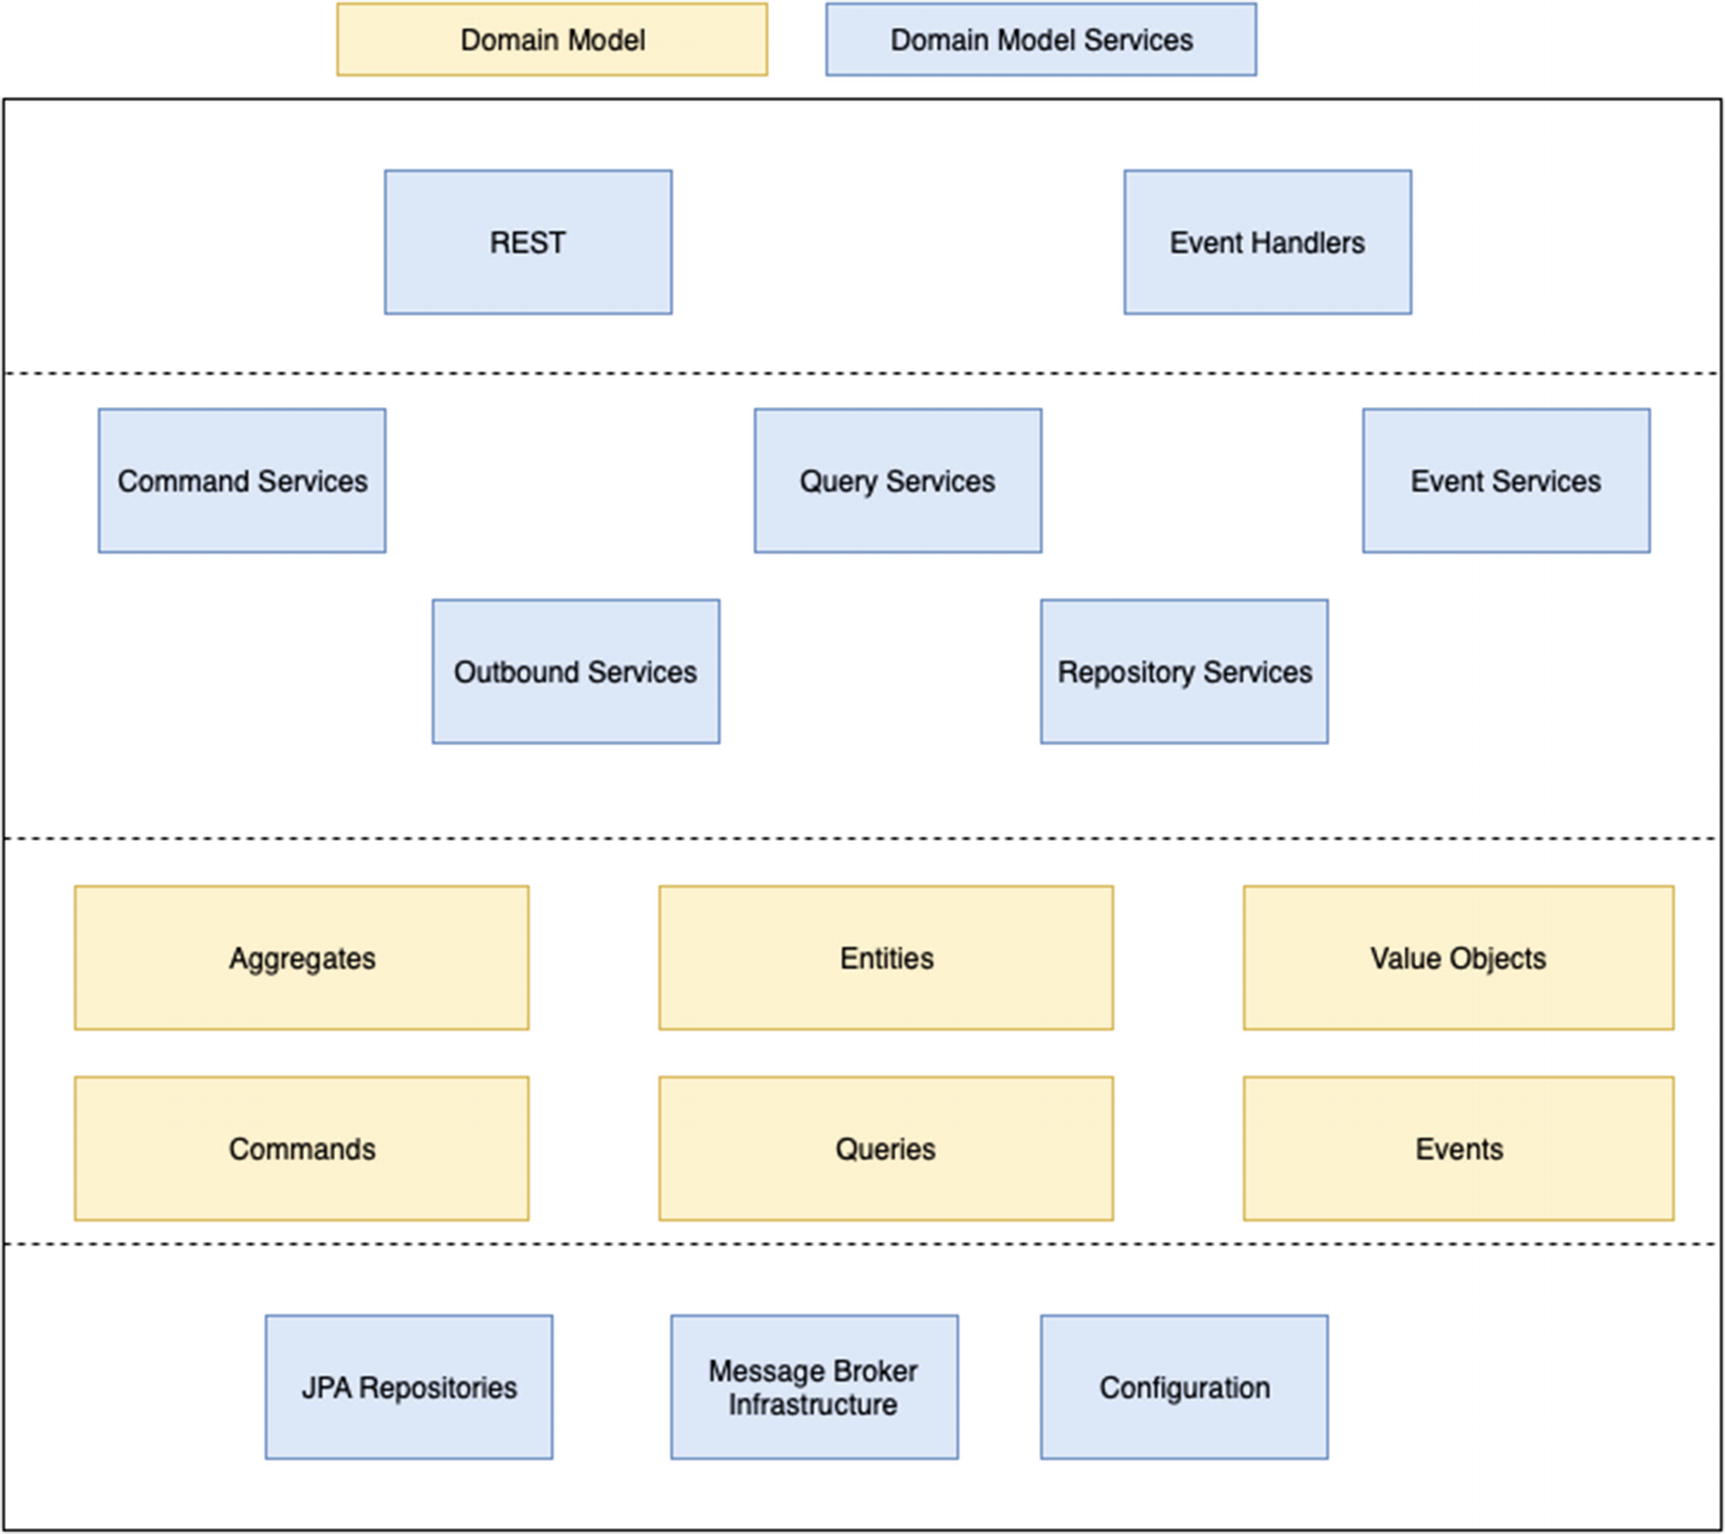 Domain Model
Domain Model Services
REST
Event Handlers
Command Services
Query Services
Event Services
Outbound Services
Repository Services
Aggregates
Entities
Value Objects
Commands
Queries
Events
JPA Repositories
Message Broker
Infrastructure
Configuration